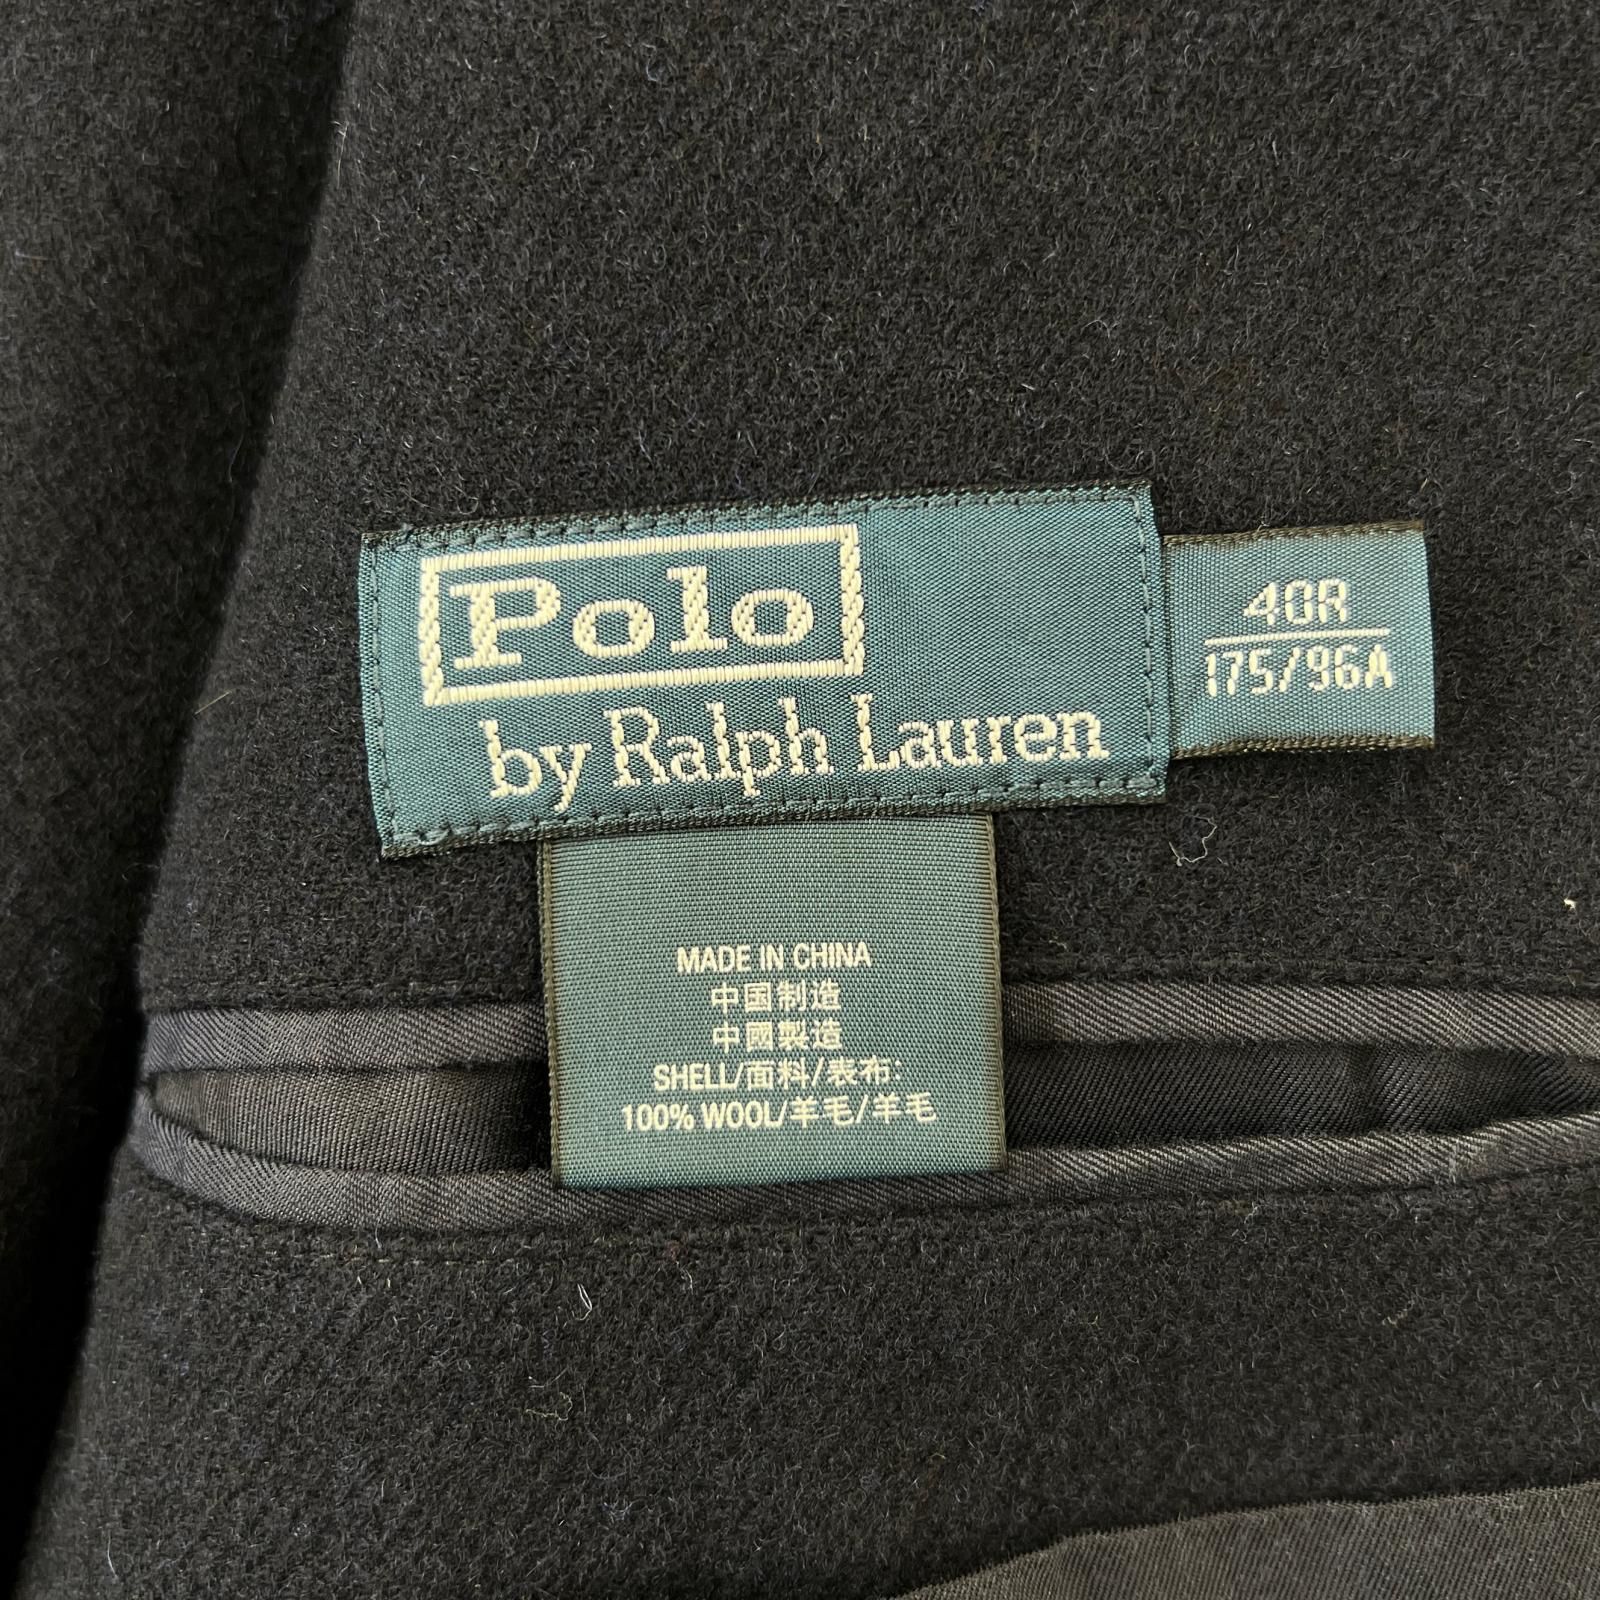 Polo
by Ralph Lauren
40R
175/96A
MADE IN CHINA
中国制造
中國製造
SHELL/面料/表布:
100% WOOL/羊毛/羊毛